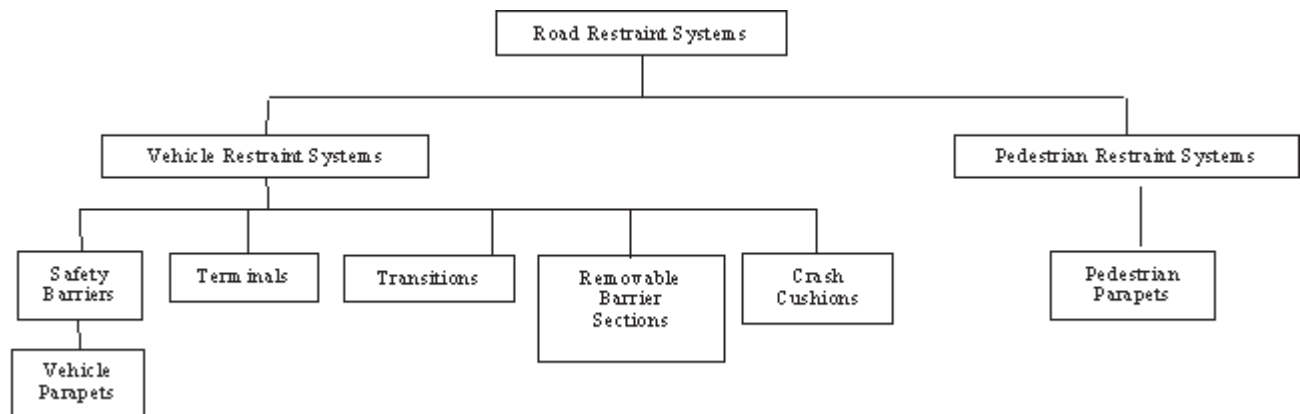 Road Restraint Systems
Vehicle Restraint Systems
Pedestrian Restraint Systems
Safety
Barriers
Terminals
Transitions
Removable
Barrier
Sections
Crash
Cushions
Pedestrian
Parapets
Vehicle
Parapets